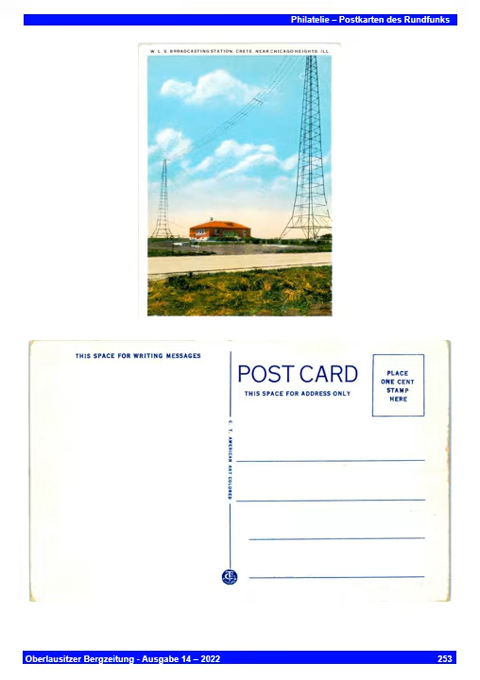 Philatelie – Postkarten des Rundfunks
W. L. S. BROADCASTING STATION, CRETE, NEAR CHICAGO HEIGHTS, ILL.
THIS SPACE FOR WRITING MESSAGES
POST CARD
THIS SPACE FOR ADDRESS ONLY
PLACE
ONE CENT
STAMP
HERE
C. T. AMERICAN ART COLORED
Oberlausitzer Bergzeitung - Ausgabe 14 – 2022 253